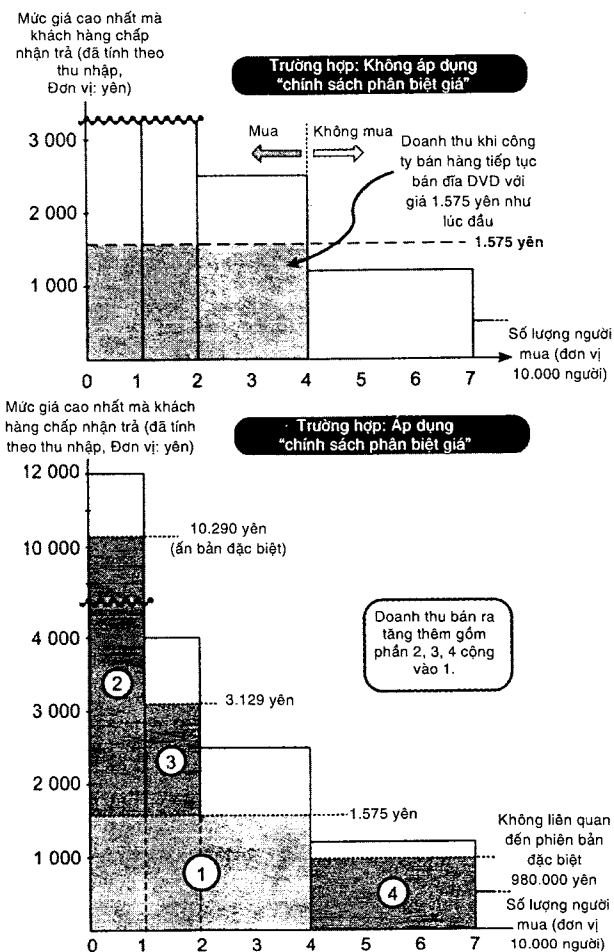 Mức giá cao nhất mà
khách hàng chấp
nhận trả (đã tính theo
thu nhập,
Đơn vị: yên)
Trường hợp: Không áp dụng
"chính sách phân biệt giá"
3 000
2 000
1 000
Mua
Không mua
Doanh thu khi công
ty bán hàng tiếp tục
bán đĩa DVD với
giá 1.575 yên như
lúc đầu
1.575 yên
Số lượng người
mua (đơn vị
10.000 người)
0 1 2 3 4 5 6 7
Mức giá cao nhất mà khách
hàng chấp nhận trả (đã tính
theo thu nhập, Đơn vị: yên)
Trường hợp: Áp dụng
"chính sách phân biệt giá"
12 000
10 000
4 000
3 000
2 000
1 000
10.290 yên
(ấn bản đặc biệt)
Doanh thu bán ra
tăng thêm gồm
phần 2, 3, 4 cộng
vào 1.
2
3.129 yên
3
1.575 yên
1
4
Không liên quan
đến phiên bản
đặc biệt
980.000 yên
Số lượng người
mua (đơn vị
10.000 người)
0 1 2 3 4 5 6 7